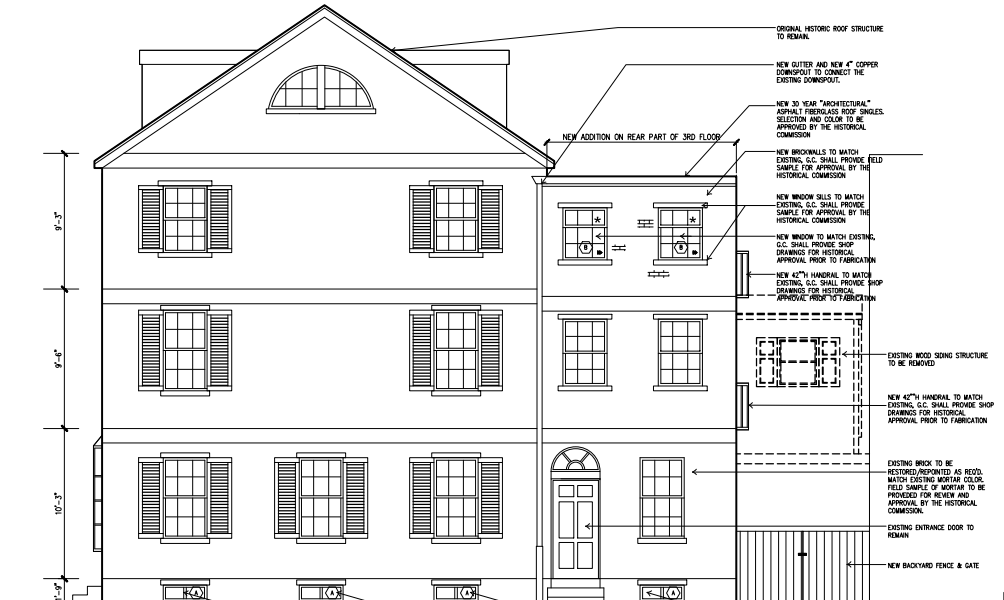 ORIGINAL HISTORIC ROOF STRUCTURE
TO REMAIN.
NEW GUTTER AND NEW 4" COPPER
DOWNSPOUT TO CONNECT THE
EXISTING DOWNSPOUT.
NEW 30 YEAR "ARCHITECTURAL"
ASPHALT FIBERGLASS ROOF SINGLES.
SELECTION AND COLOR TO BE
APPROVED BY THE HISTORICAL
COMMISSION
NEW ADDITION ON REAR PART OF 3RD FLOOR
NEW BRICKWALLS TO MATCH
EXISTING, G.C. SHALL PROVIDE FIELD
SAMPLE FOR APPROVAL BY THE
HISTORICAL COMMISSION
NEW WINDOW SILLS TO MATCH
EXISTING, G.C. SHALL PROVIDE
SAMPLE FOR APPROVAL BY THE
HISTORICAL COMMISSION
NEW WINDOW TO MATCH EXISTING,
G.C. SHALL PROVIDE SHOP
DRAWINGS FOR HISTORICAL
APPROVAL PRIOR TO FABRICATION
NEW 42""H HANDRAIL TO MATCH
EXISTING, G.C. SHALL PROVIDE SHOP
DRAWINGS FOR HISTORICAL
APPROVAL PRIOR TO FABRICATION
EXISTING WOOD SIDING STRUCTURE
TO BE REMOVED
NEW 42""H HANDRAIL TO MATCH
EXISTING, G.C. SHALL PROVIDE SHOP
DRAWINGS FOR HISTORICAL
APPROVAL PRIOR TO FABRICATION
EXISTING BRICK TO BE
RESTORED/REPOINTED AS REQ'D.
MATCH EXISTING MORTAR COLOR.
FIELD SAMPLE OF MORTAR TO BE
PROVEDED FOR REVIEW AND
APPROVAL BY THE HISTORICAL
COMMISSION.
EXISTING ENTRANCE DOOR TO
REMAIN
NEW BACKYARD FENCE & GATE
9'-3"
9'-6"
10'-3"
'-9"
B
B
A
A
A
A